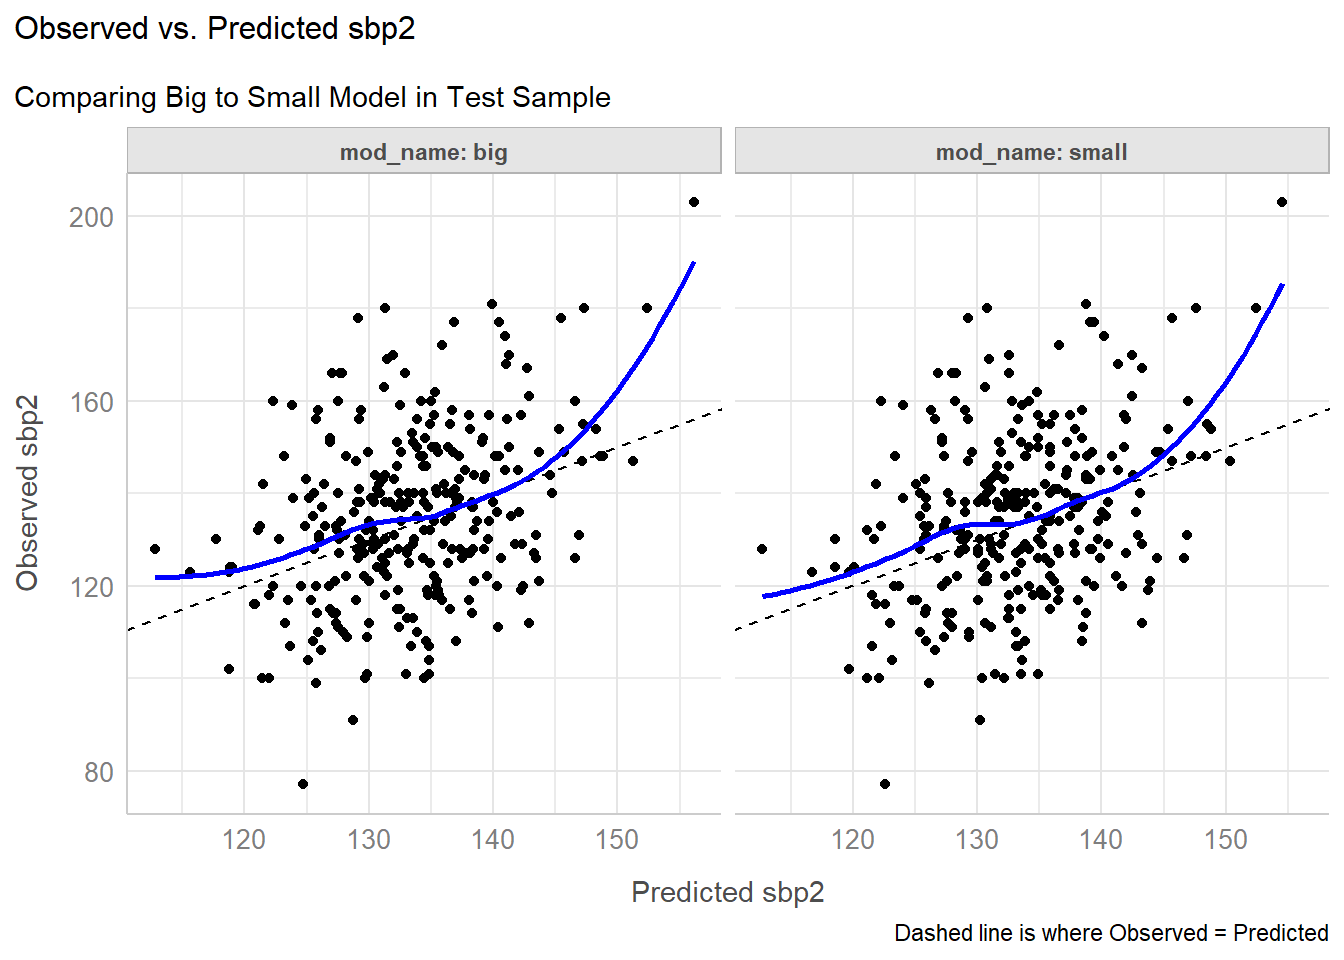 Observed vs. Predicted sbp2
Comparing Big to Small Model in Test Sample
mod_name: big
mod_name: small
Observed sbp2
200
160
120
80
120 130 140 150
120 130 140 150
Predicted sbp2
Dashed line is where Observed = Predicted